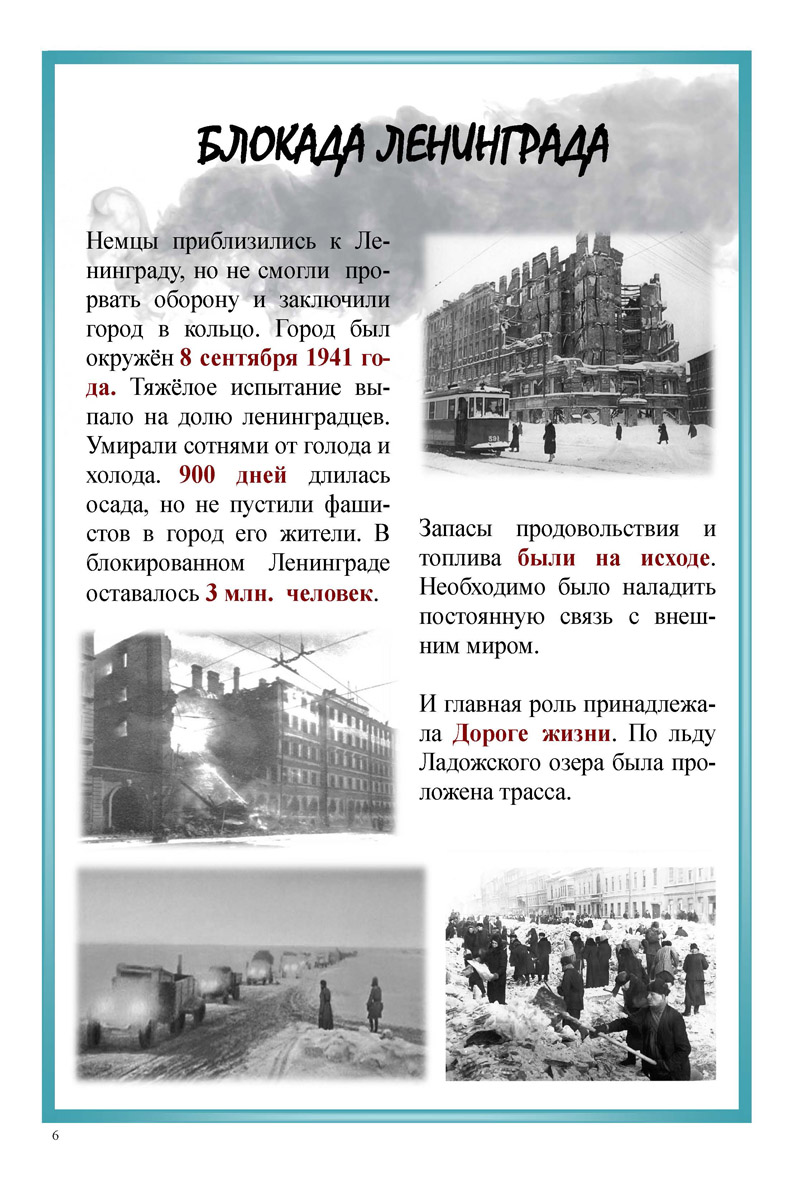 БЛОКАДА ЛЕНИНГРАДА
Немцы приблизились к Ле-
нинграду, но не смогли про-
рвать оборону и заключили
город в кольцо. Город был
окружён 8 сентября 1941 го-
да. Тяжёлое испытание вы-
пало на долю ленинградцев.
Умирали сотнями от голода и
холода. 900 дней длилась
осада, но не пустили фаши-
стов в город его жители. В
блокированном Ленинграде
оставалось 3 млн. человек.
531
Запасы продовольствия и
топлива были на исходе.
Необходимо было наладить
постоянную связь с внеш-
ним миром.
И главная роль принадлежа-
ла Дороге жизни. По льду
Ладожского озера была про-
ложена трасса.
6